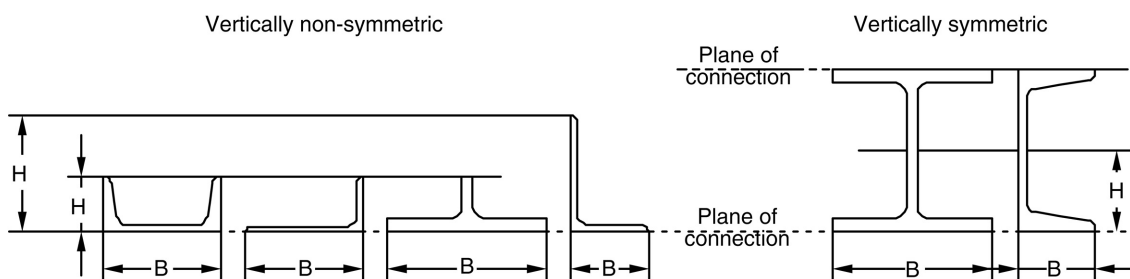 Vertically non-symmetric
Vertically symmetric
Plane of
connection
H
H
H
Plane of
connection
B
B
B
B
B
B